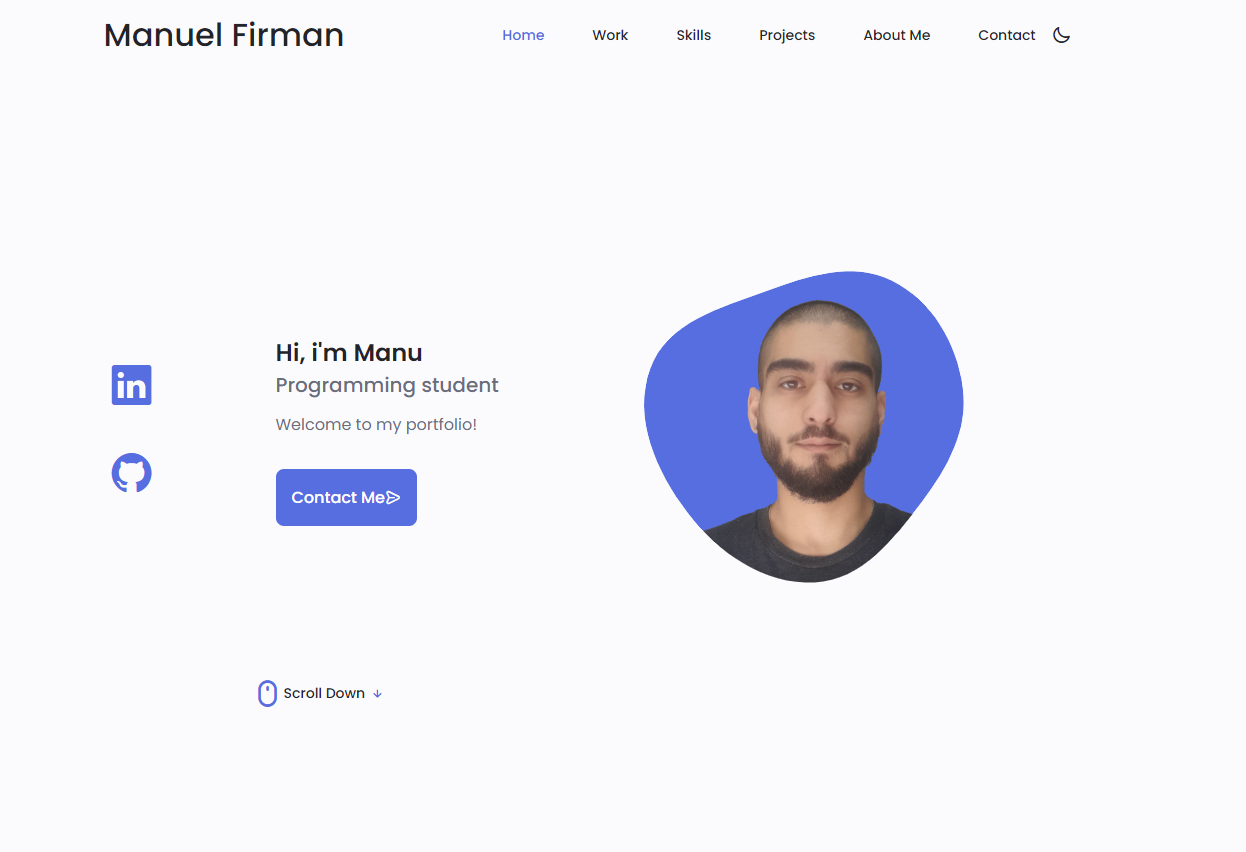 Manuel Firman
Home Work Skills Projects About Me Contact
Hi, i'm Manu
Programming student
Welcome to my portfolio!
in
Contact Me
Scroll Down ↓